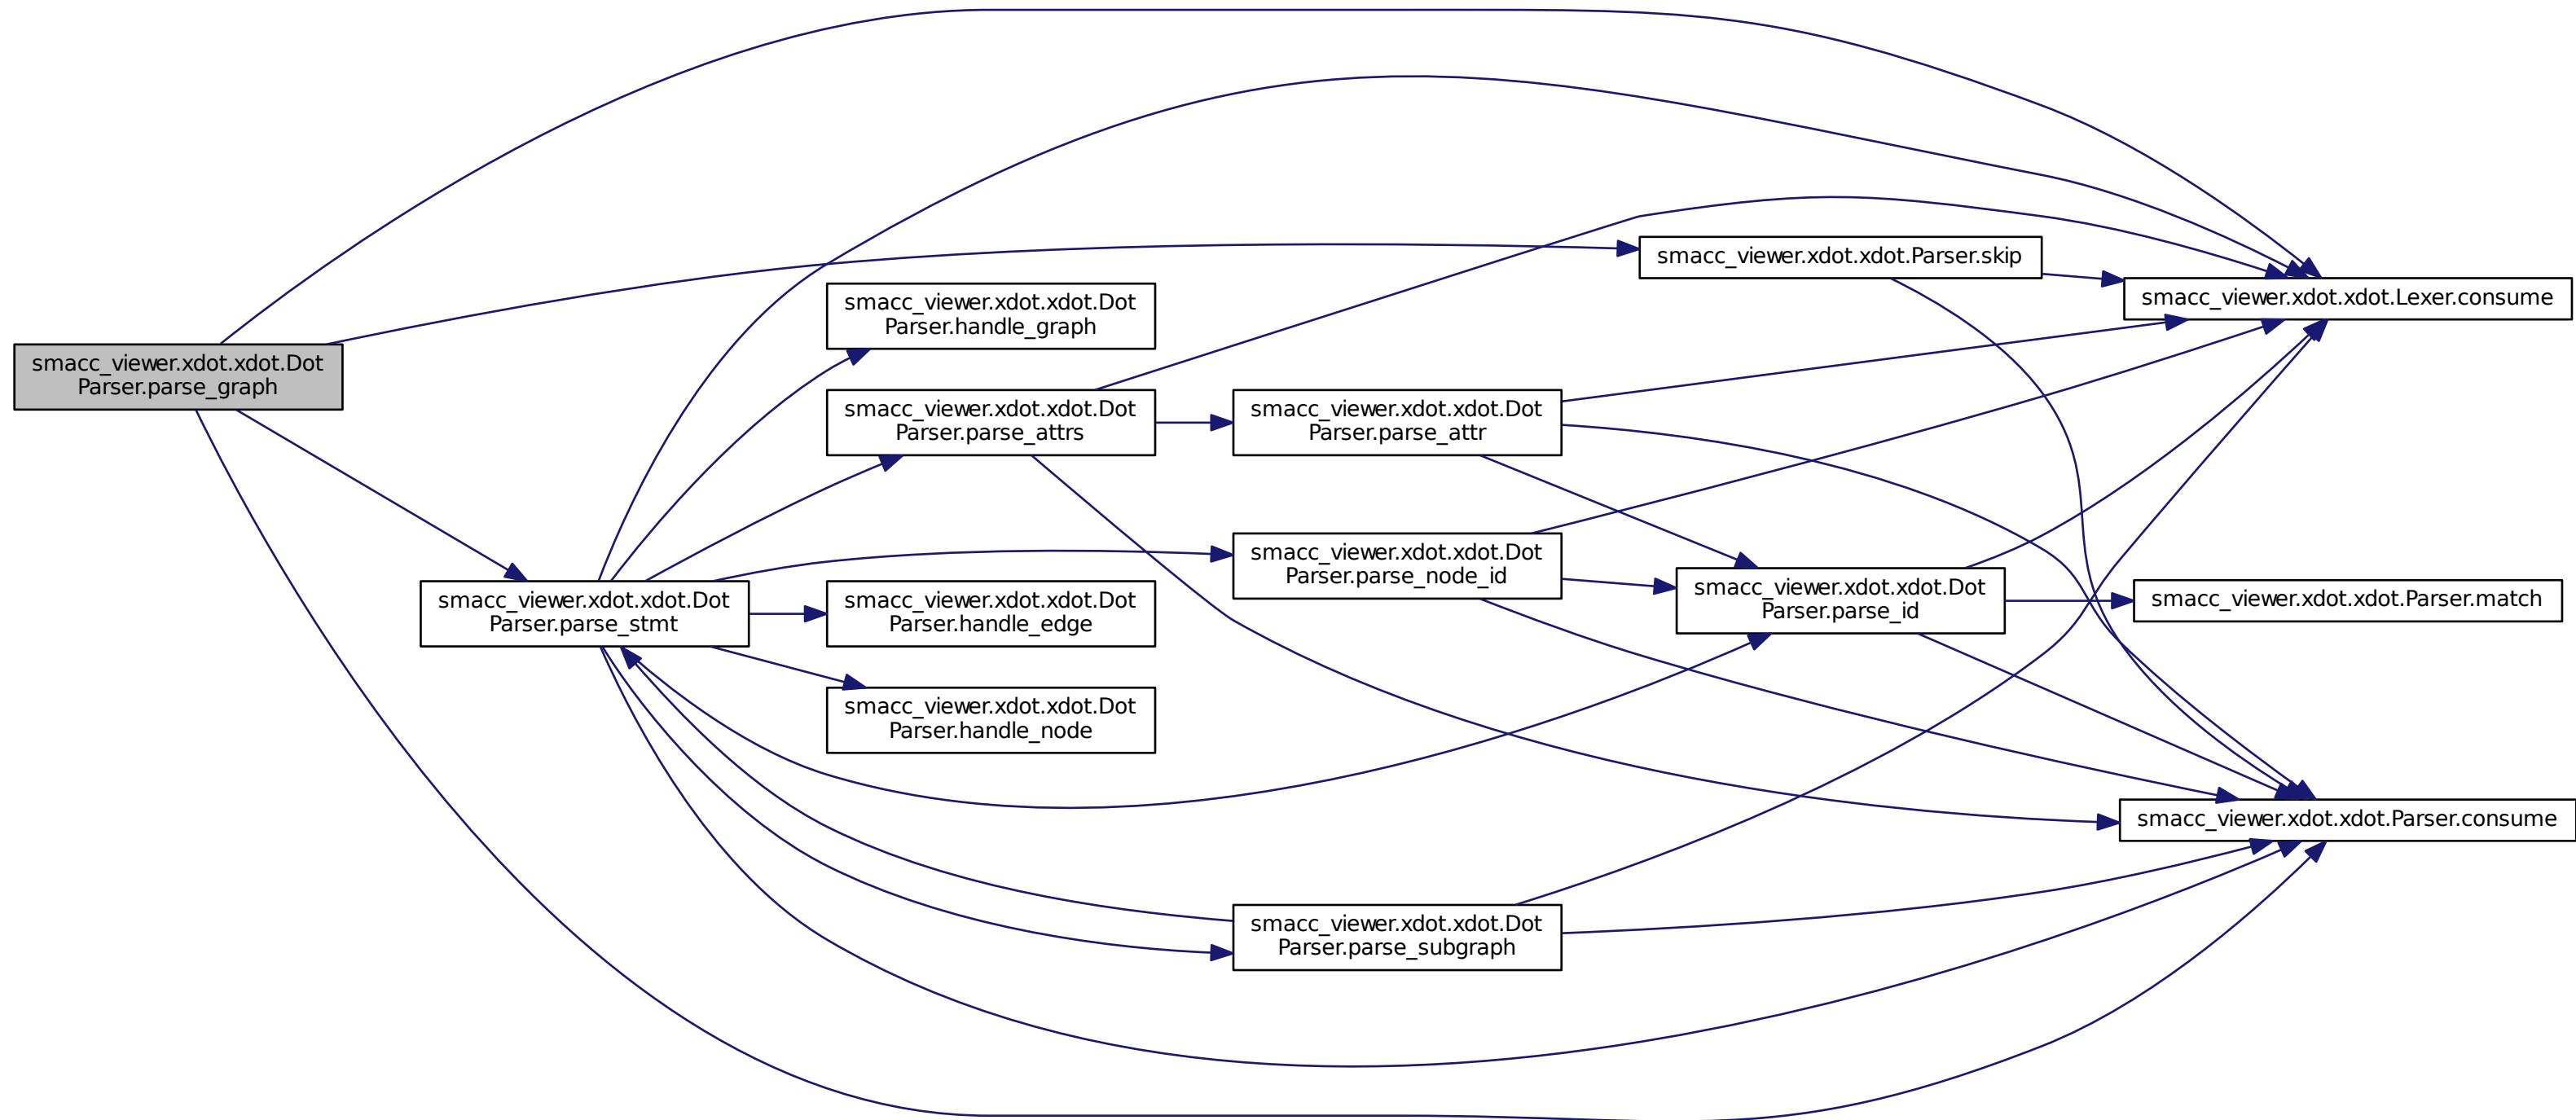 smacc_viewer.xdot.xdot.Dot
Parser.parse_graph
smacc_viewer.xdot.xdot.Dot
Parser.parse_stmt
smacc_viewer.xdot.xdot.Dot
Parser.handle_graph
smacc_viewer.xdot.xdot.Dot
Parser.parse_attrs
smacc_viewer.xdot.xdot.Dot
Parser.handle_edge
smacc_viewer.xdot.xdot.Dot
Parser.handle_node
smacc_viewer.xdot.xdot.Dot
Parser.parse_attr
smacc_viewer.xdot.xdot.Dot
Parser.parse_node_id
smacc_viewer.xdot.xdot.Dot
Parser.parse_subgraph
smacc_viewer.xdot.xdot.Parser.skip
smacc_viewer.xdot.xdot.Dot
Parser.parse_id
smacc_viewer.xdot.xdot.Lexer.consume
smacc_viewer.xdot.xdot.Parser.match
smacc_viewer.xdot.xdot.Parser.consume